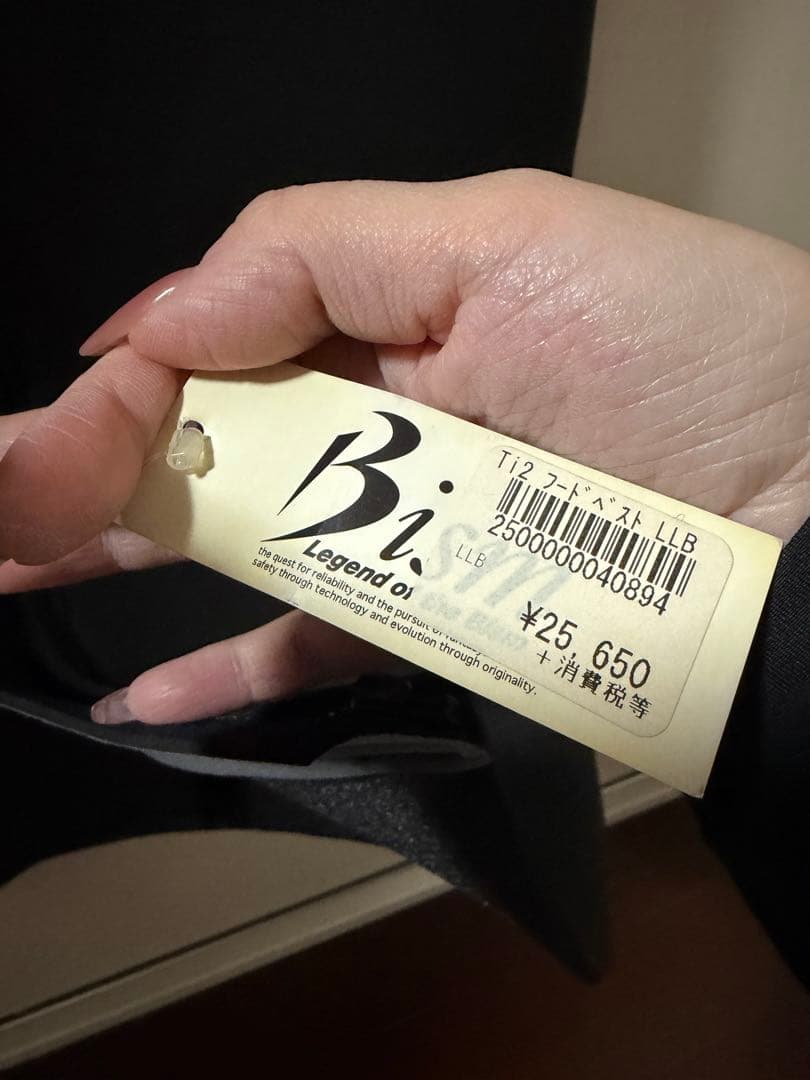 Bi
Legend of
the quest for reliability and the pursuit of
safety through technology and evolution through originality.
Ti2 フードベスト LLB
2500000040894
LLB
¥25,650
+消費税等